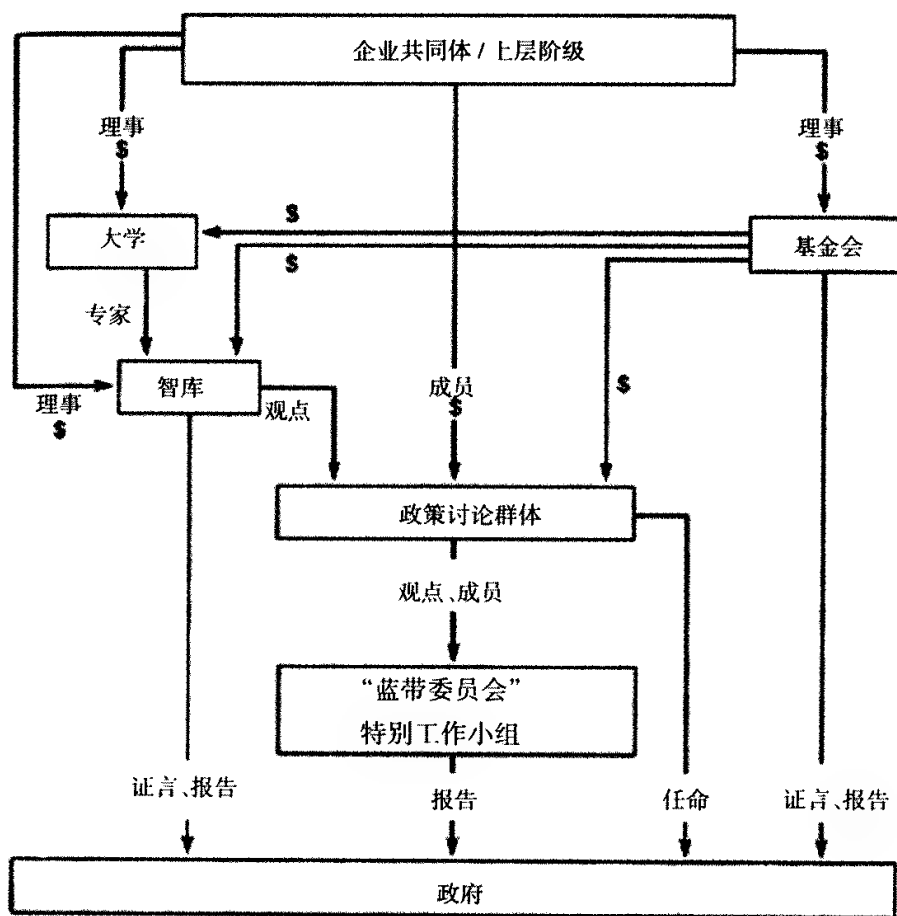 企业共同体 / 上层阶级
理事
$
理事
$
$
大学
基金会
$
专家
智库
成员
$
$
理事
$
观点
政策讨论群体
观点、成员
“蓝带委员会”
特别工作小组
证言、报告
报告
任命
证言、报告
政府